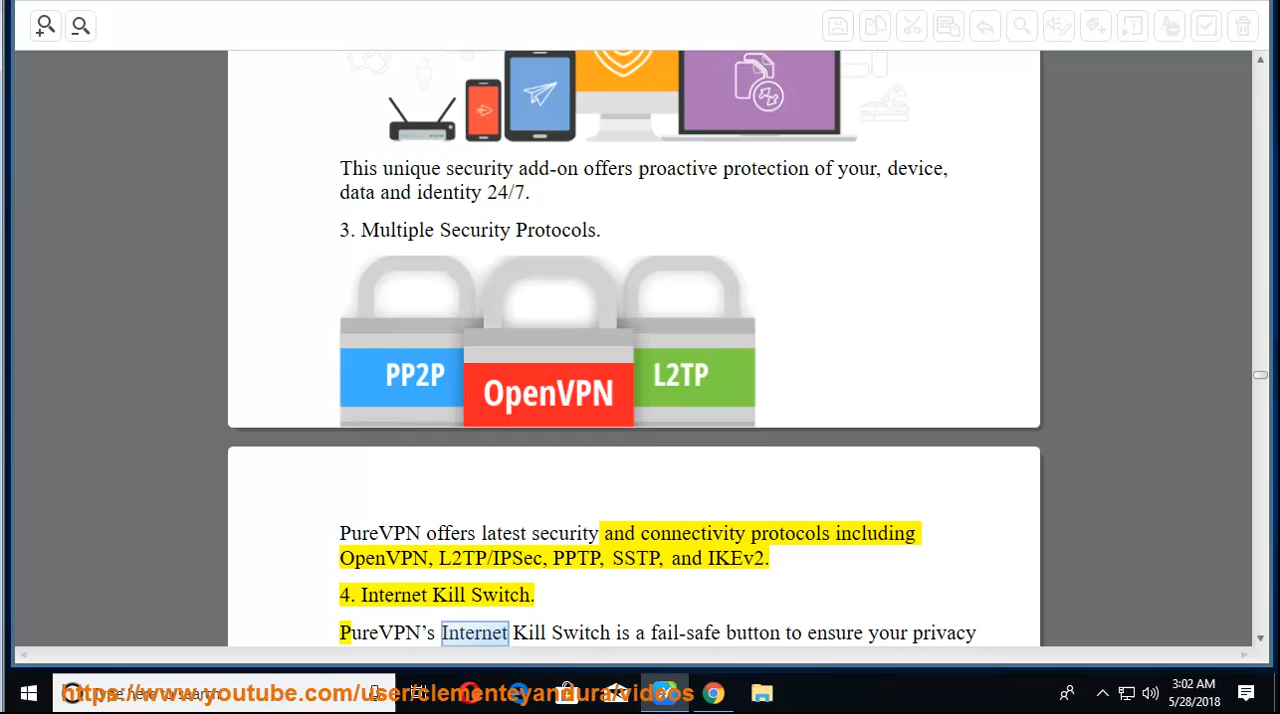 This unique security add-on offers proactive protection of your, device,
data and identity 24/7.
3. Multiple Security Protocols.
PP2P
OpenVPN
L2TP
PureVPN offers latest security and connectivity protocols including
OpenVPN, L2TP/IPSec, PPTP, SSTP, and IKEv2.
4. Internet Kill Switch.
PureVPN’s Internet Kill Switch is a fail-safe button to ensure your privacy
https://www.youtube.com/user/clementeyandura/videos
3:02 AM
5/28/2018